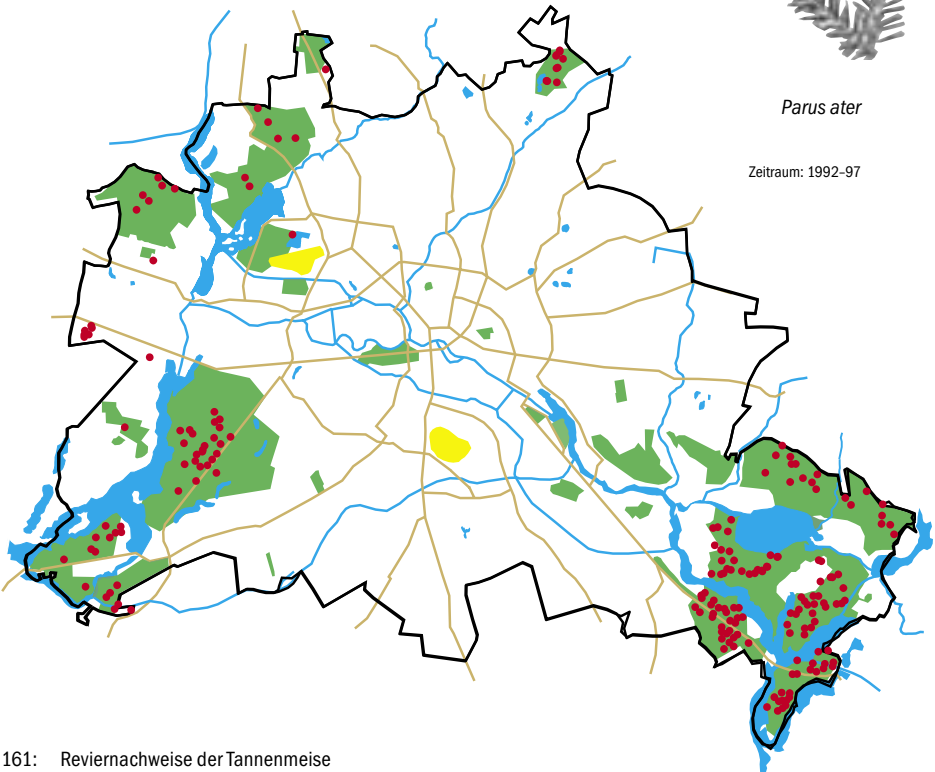 Parus ater
Zeitraum: 1992–97
161: Reviernachweise der Tannenmeise